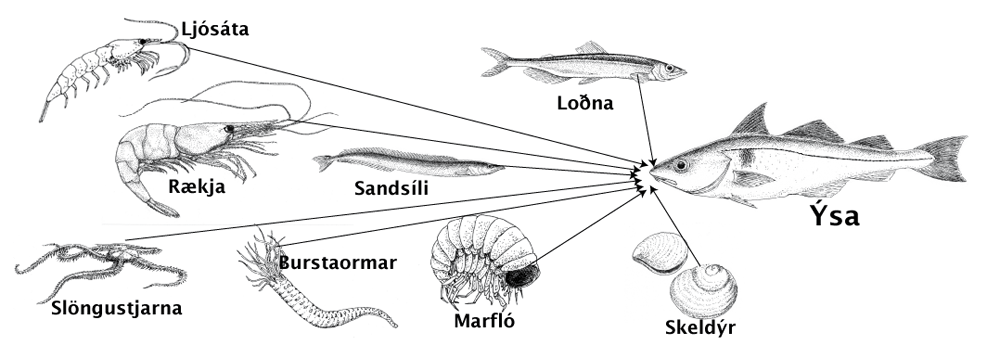 Ljósáta
Loðna
Rækja
Sandsíli
Ýsa
Slöngustjarna
Burstaormar
Marfló
Skeldýr